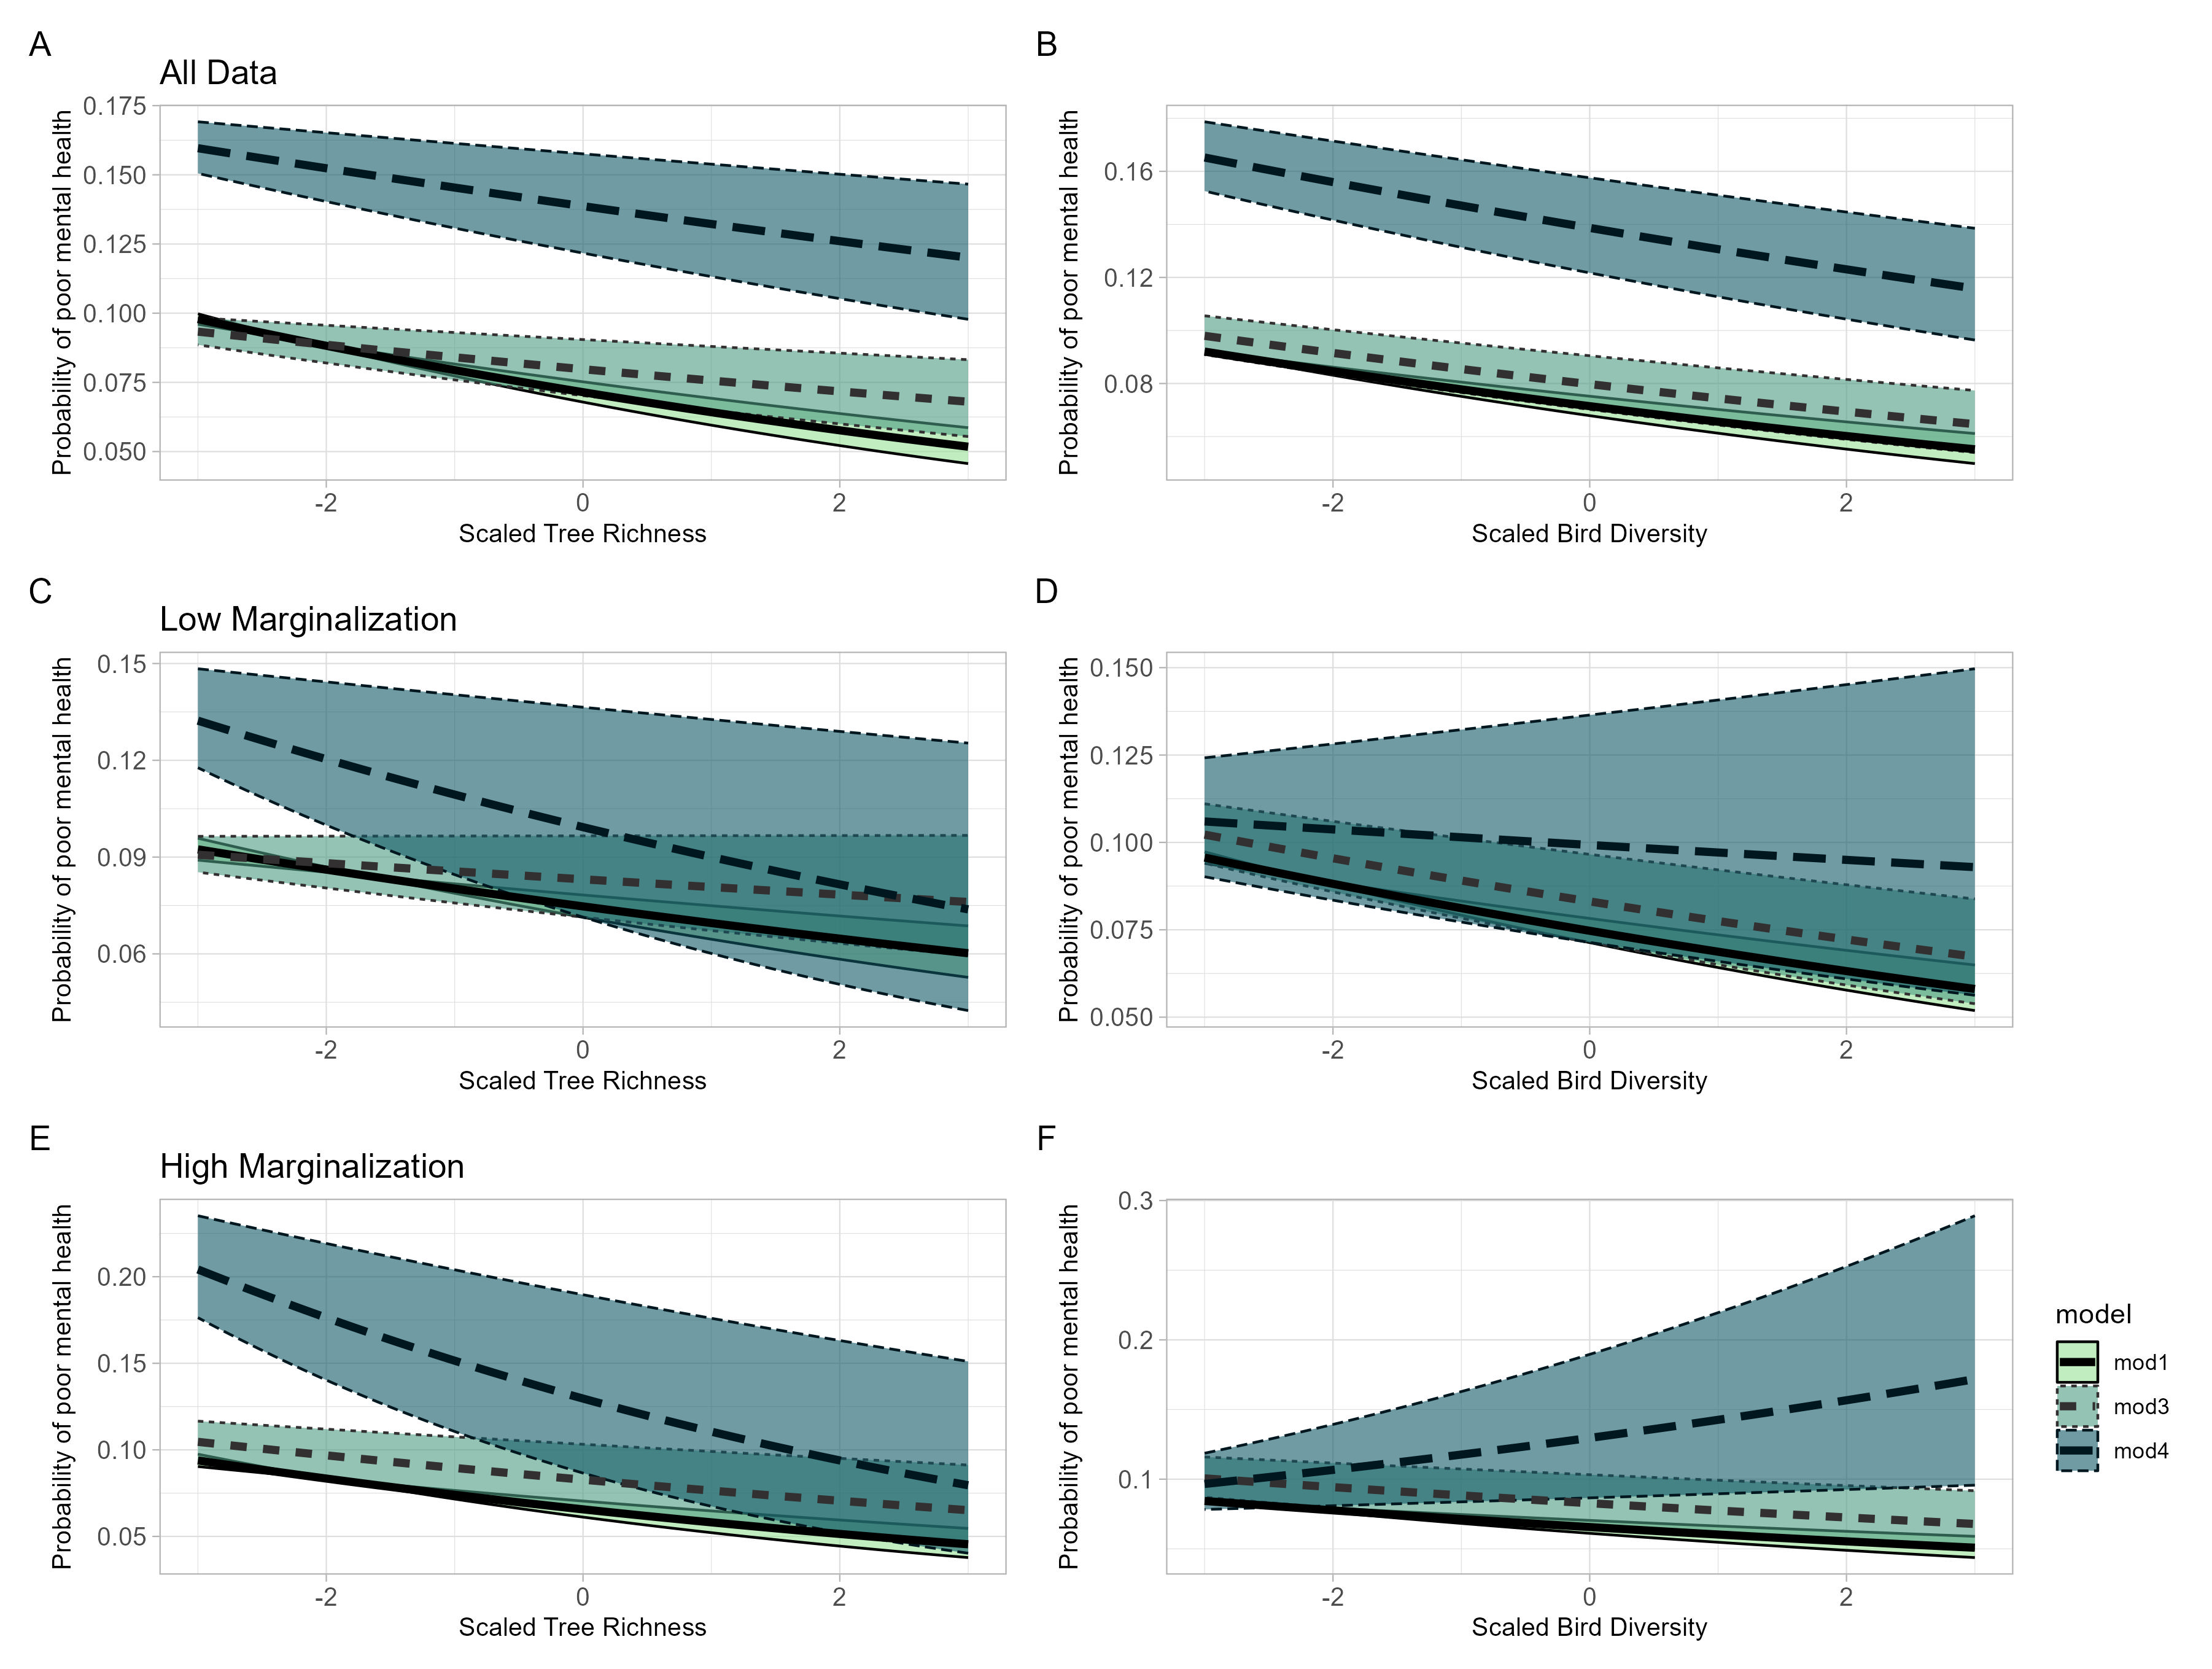 A
All Data
Probability of poor mental health
0.175
0.150
0.125
0.100
0.075
0.050
-2 0 2
Scaled Tree Richness
B
Probability of poor mental health
0.16
0.12
0.08
-2 0 2
Scaled Bird Diversity
C
Low Marginalization
Probability of poor mental health
0.15
0.12
0.09
0.06
-2 0 2
Scaled Tree Richness
D
Probability of poor mental health
0.150
0.125
0.100
0.075
0.050
-2 0 2
Scaled Bird Diversity
E
High Marginalization
Probability of poor mental health
0.20
0.15
0.10
0.05
-2 0 2
Scaled Tree Richness
F
Probability of poor mental health
0.3
0.2
0.1
-2 0 2
Scaled Bird Diversity
model
mod1
mod3
mod4